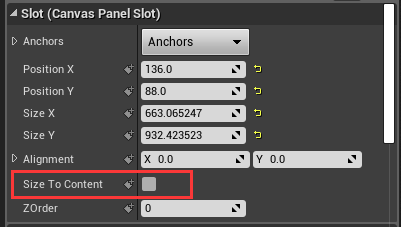 Slot (Canvas Panel Slot)
Anchors Anchors
Position X 136.0
Position Y 88.0
Size X 663.065247
Size Y 932.423523
Alignment X 0.0 Y 0.0
Size To Content
ZOrder 0